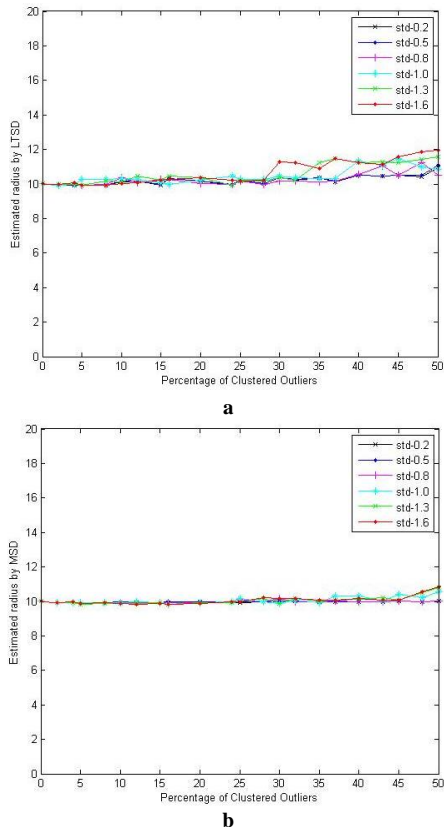 20
18
16
14
12
10
8
6
4
2
0
Estimated radius by LTSD
std-0.2
std-0.5
std-0.8
std-1.0
std-1.3
std-1.6
0 5 10 15 20 25 30 35 40 45 50
Percentage of Clustered Outliers
a
20
18
16
14
12
10
8
6
4
2
0
Estimated radius by MSD
std-0.2
std-0.5
std-0.8
std-1.0
std-1.3
std-1.6
0 5 10 15 20 25 30 35 40 45 50
Percentage of Clustered Outliers
b